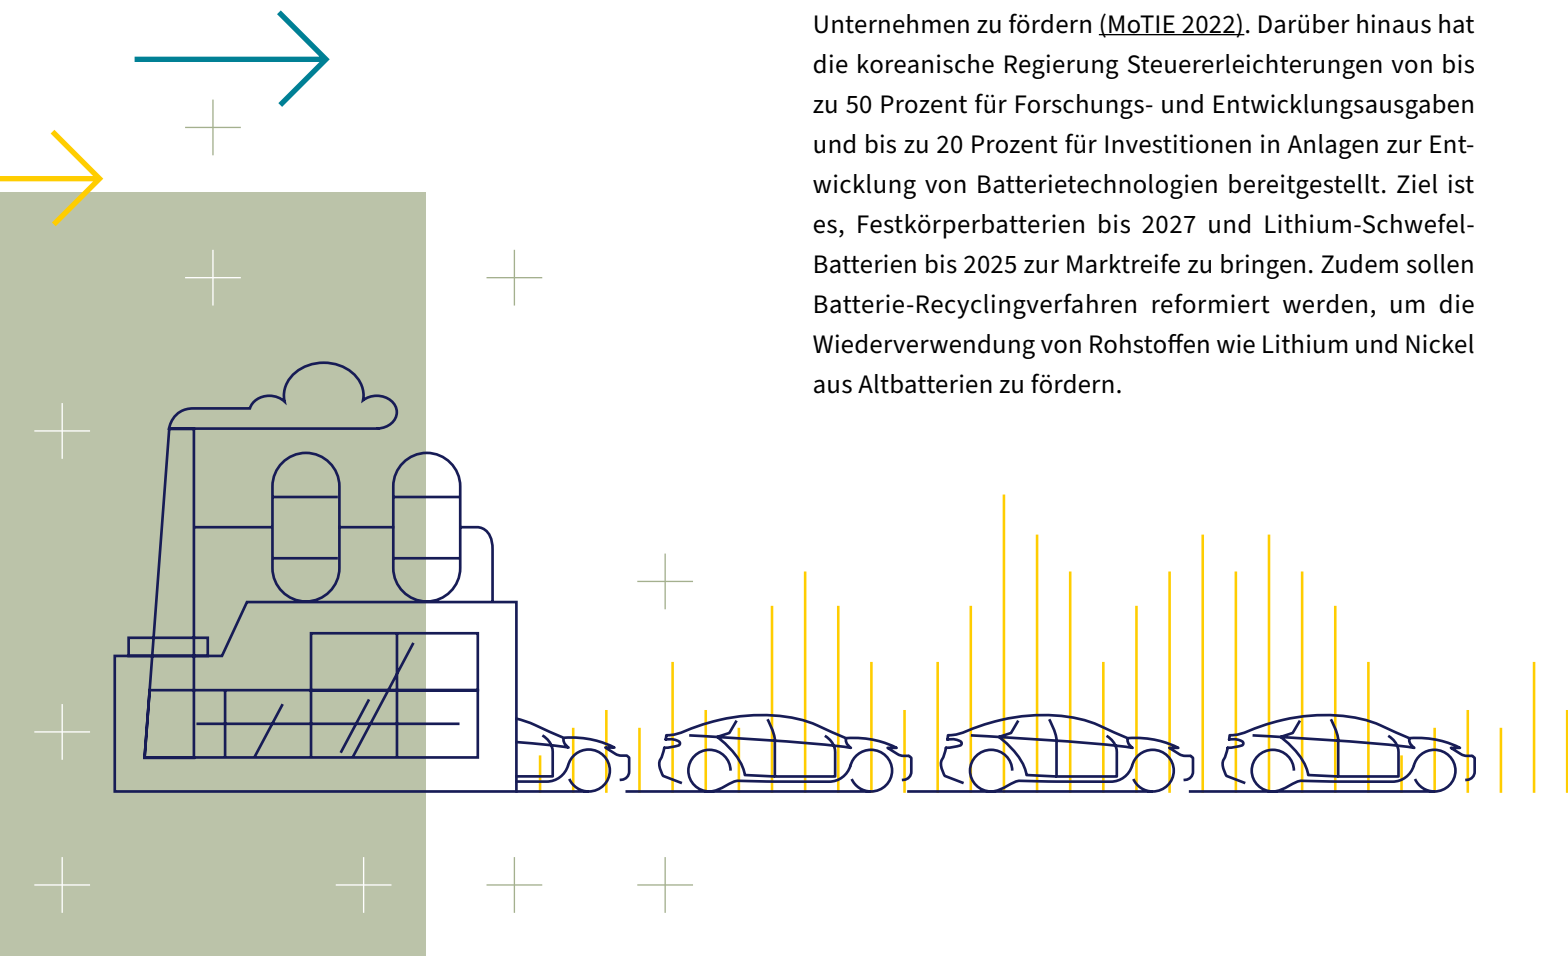 Unternehmen zu fördern (MoTIE 2022). Darüber hinaus hat
die koreanische Regierung Steuererleichterungen von bis
zu 50 Prozent für Forschungs- und Entwicklungsausgaben
und bis zu 20 Prozent für Investitionen in Anlagen zur Ent-
wicklung von Batterietechnologien bereitgestellt. Ziel ist
es, Festkörperbatterien bis 2027 und Lithium-Schwefel-
Batterien bis 2025 zur Marktreife zu bringen. Zudem sollen
Batterie-Recyclingverfahren reformiert werden, um die
Wiederverwendung von Rohstoffen wie Lithium und Nickel
aus Altbatterien zu fördern.